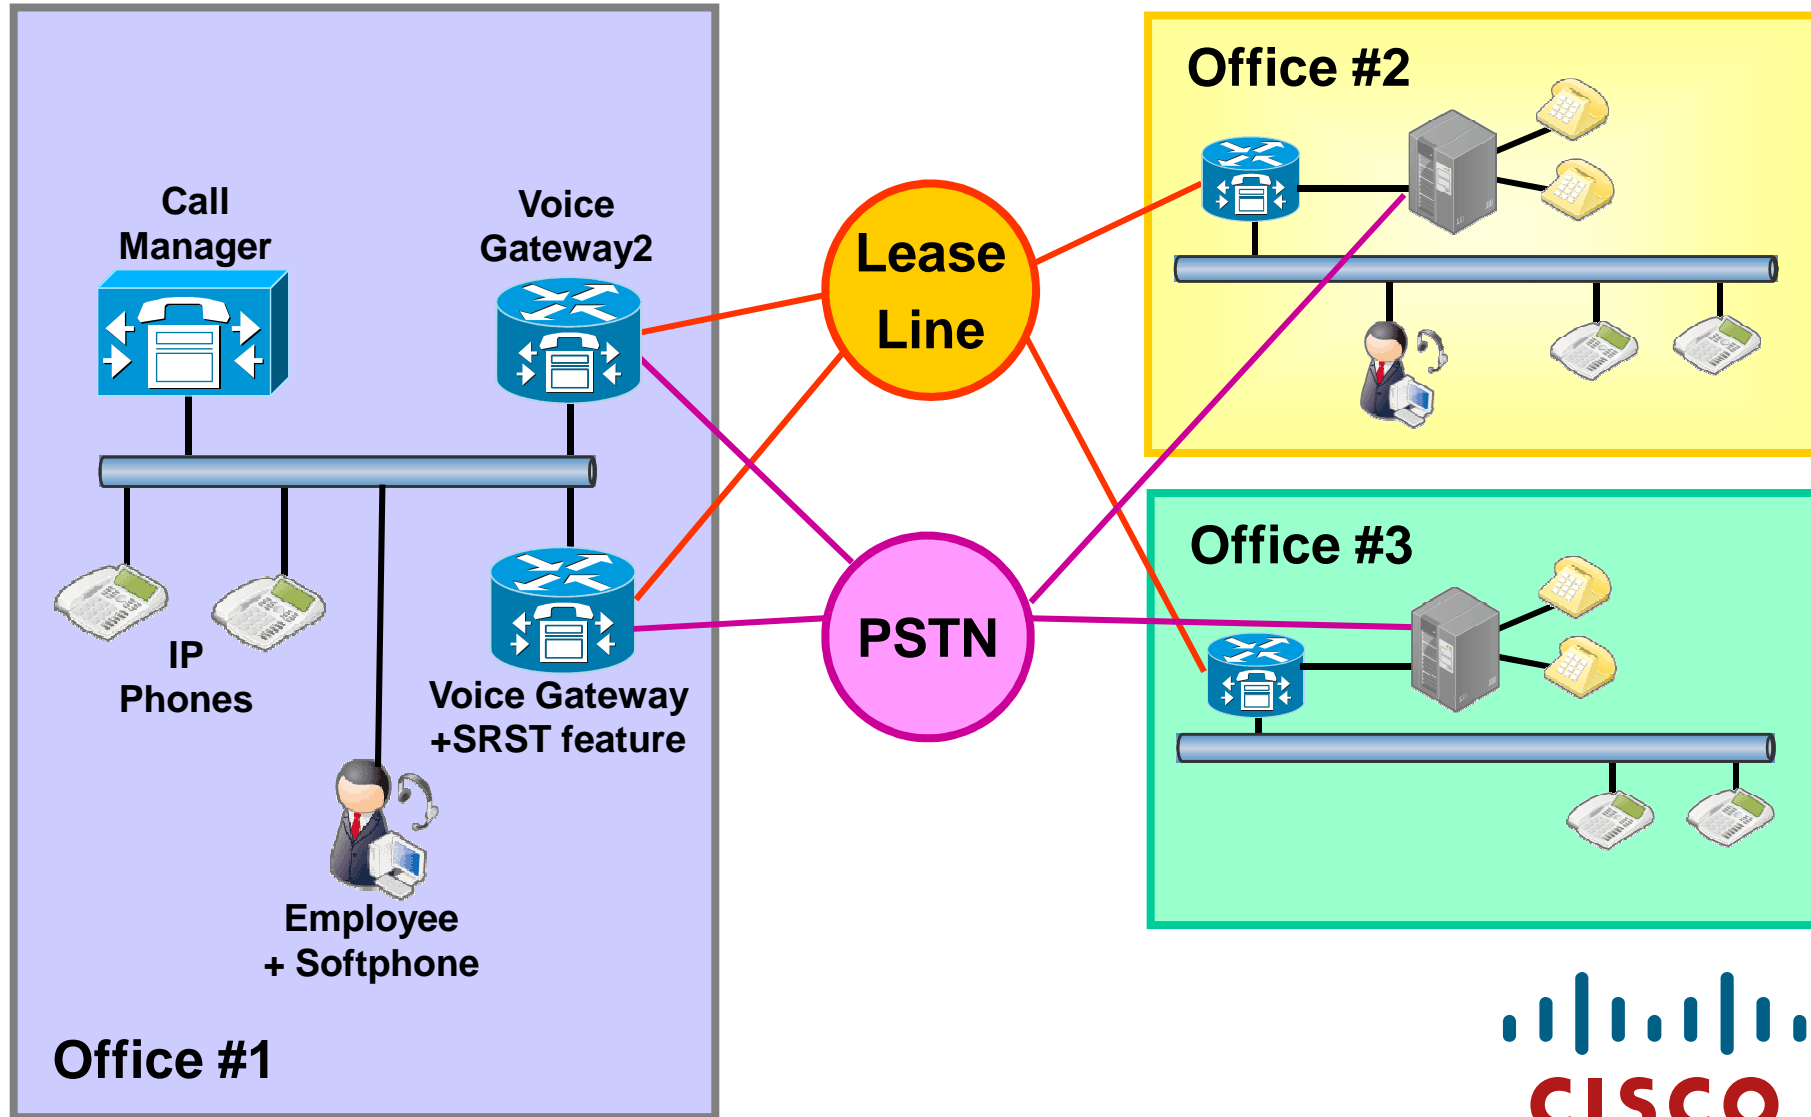 Office #2
Call
Manager
Voice
Gateway2
Lease
Line
Office #3
PSTN
IP
Phones
Voice Gateway
+SRST feature
Employee
+ Softphone
Office #1
CISCO